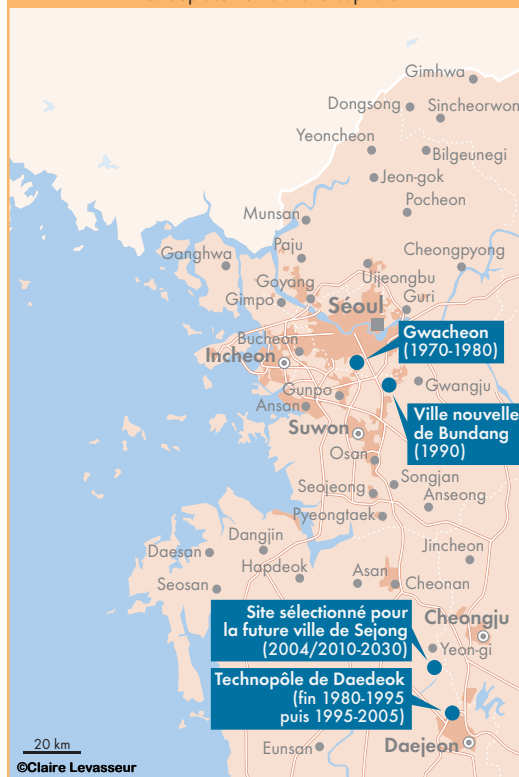 Gimhwa
Dongsong
Sincheorwon
Yeoncheon
Bilgeunegi
Jeon-gok
Pocheon
Munsan
Cheongpyong
Ganghwa
Paju
Uijeongbu
Goyang
Gimpo
Séoul
Guri
Bucheon
Gwacheon
(1970-1980)
Incheon
Gunpo
Gwangju
Ansan
Ville nouvelle
de Bundang
(1990)
Suwon
Osan
Songjan
Seojeong
Anseong
Pyeongtaek
Dangjin
Daesan
Jincheon
Hapdeok
Asan
Seosan
Cheonan
Site sélectionné pour
la future ville de Sejong
(2004/2010-2030)
Cheongju
Yeon-gi
Technopôle de Daedeok
(fin 1980-1995
puis 1995-2005)
20 km
Eunsan
Daejeon
©Claire Levasseur